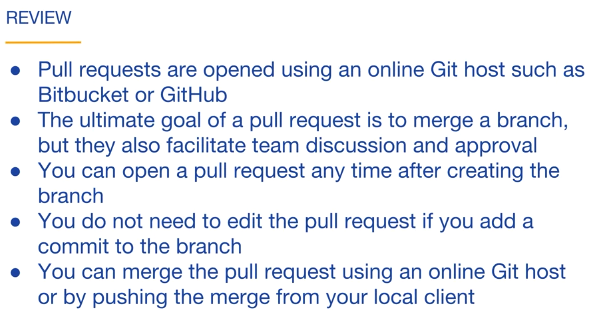 REVIEW
● Pull requests are opened using an online Git host such as
Bitbucket or GitHub
● The ultimate goal of a pull request is to merge a branch,
but they also facilitate team discussion and approval
● You can open a pull request any time after creating the
branch
● You do not need to edit the pull request if you add a
commit to the branch
● You can merge the pull request using an online Git host
or by pushing the merge from your local client